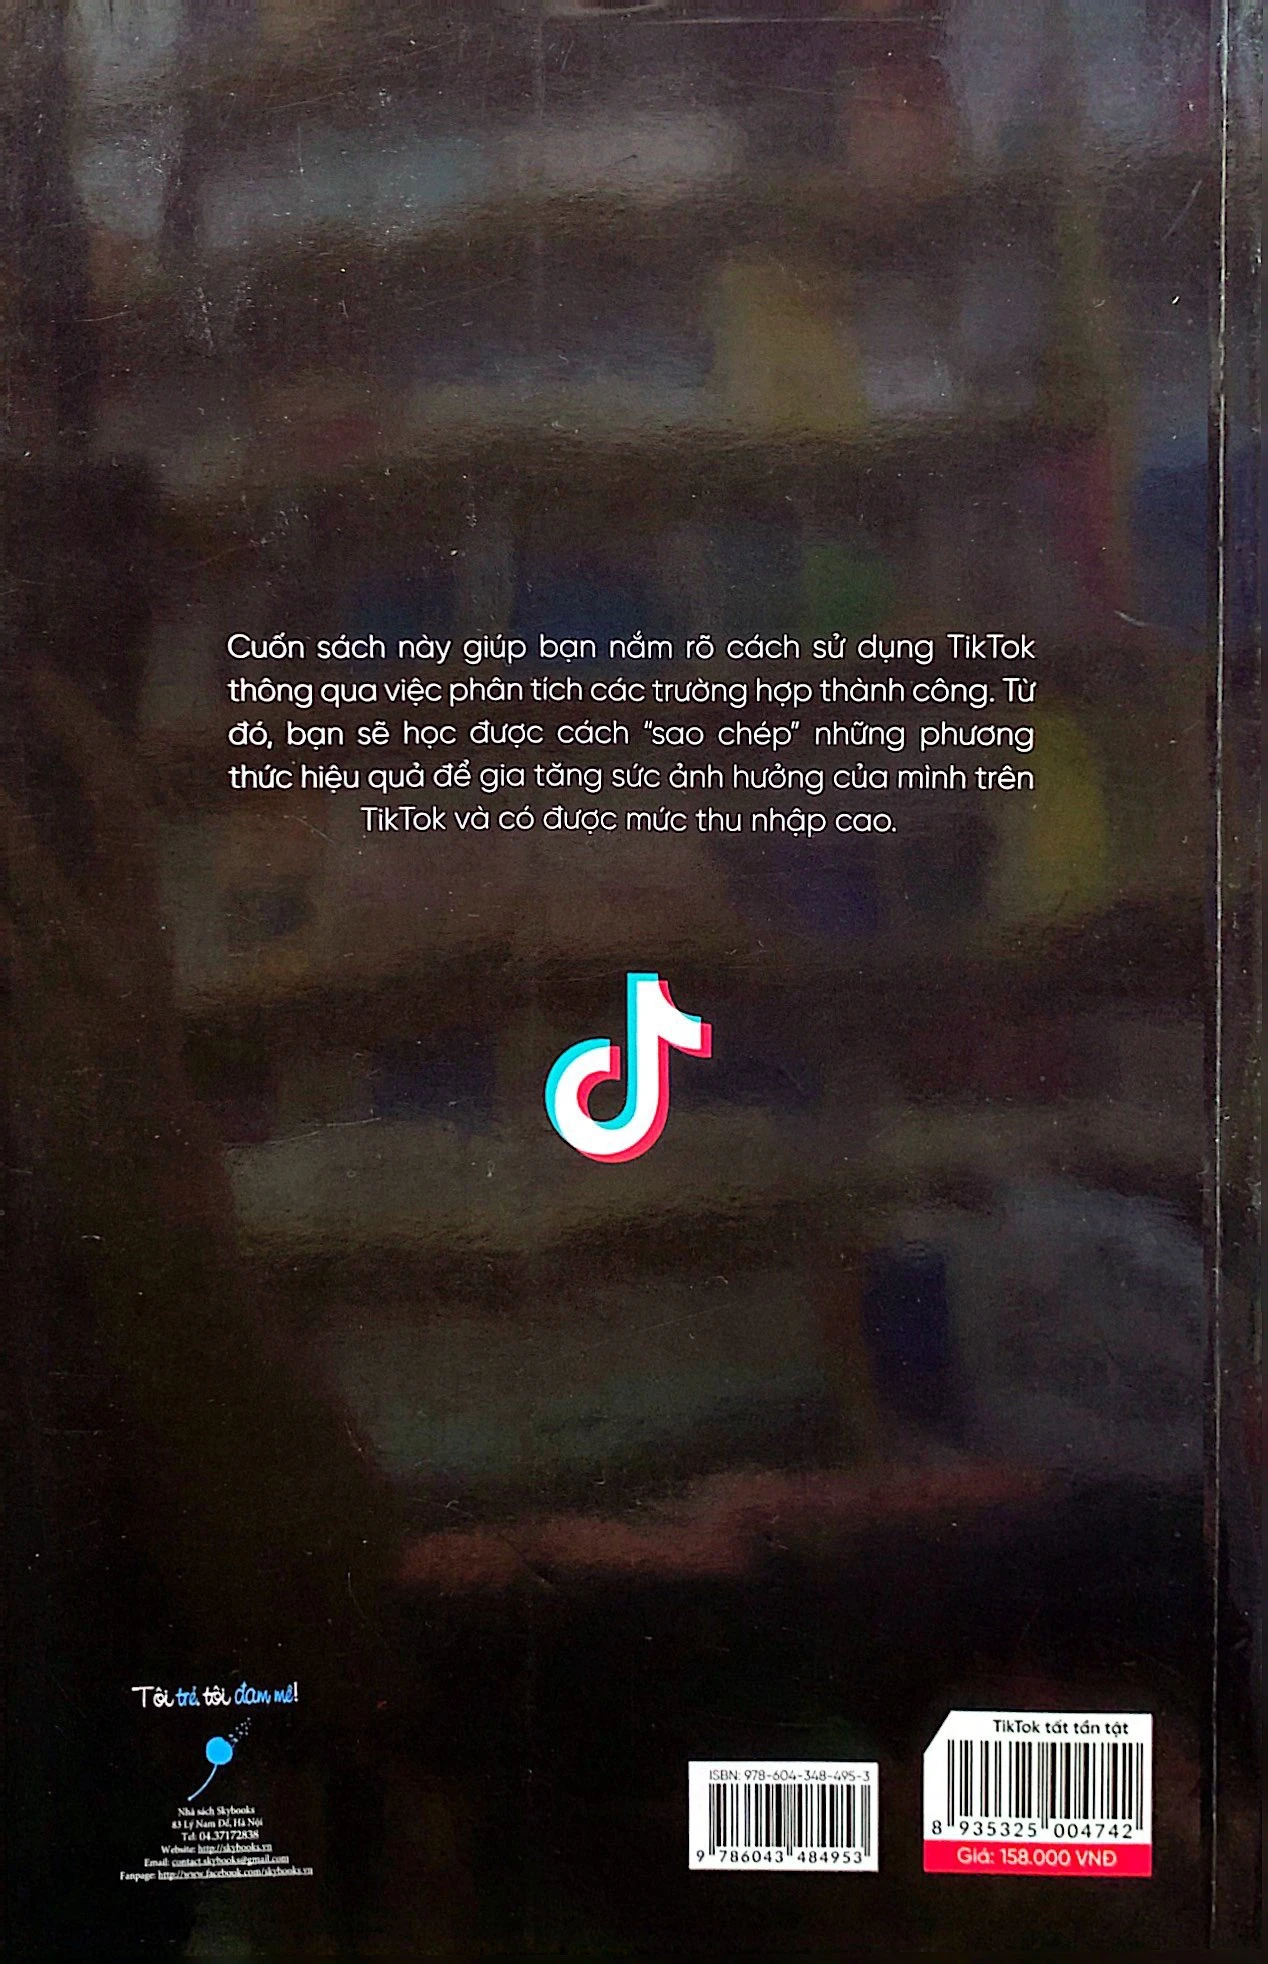 Cuốn sách này giúp bạn nắm rõ cách sử dụng TikTok
thông qua việc phân tích các trường hợp thành công. Từ
đó, bạn sẽ học được cách "sao chép" những phương
thức hiệu quả để gia tăng sức ảnh hưởng của mình trên
TikTok và có được mức thu nhập cao.
Tôi trẻ, tôi đam mê!
Nhà sách Skybooks
83 Lý Nam Đế, Hà Nội
Tel: 04.37172838
Website: http://skybooks.vn
Email: contact.skybooks@gmail.com
Fanpage: http://www.facebook.com/skybooks.vn
ISBN: 978-604-348-495-3
9 786043 484953
TikTok tất tần tật
8 935325 004742
Giá: 158.000 VNĐ